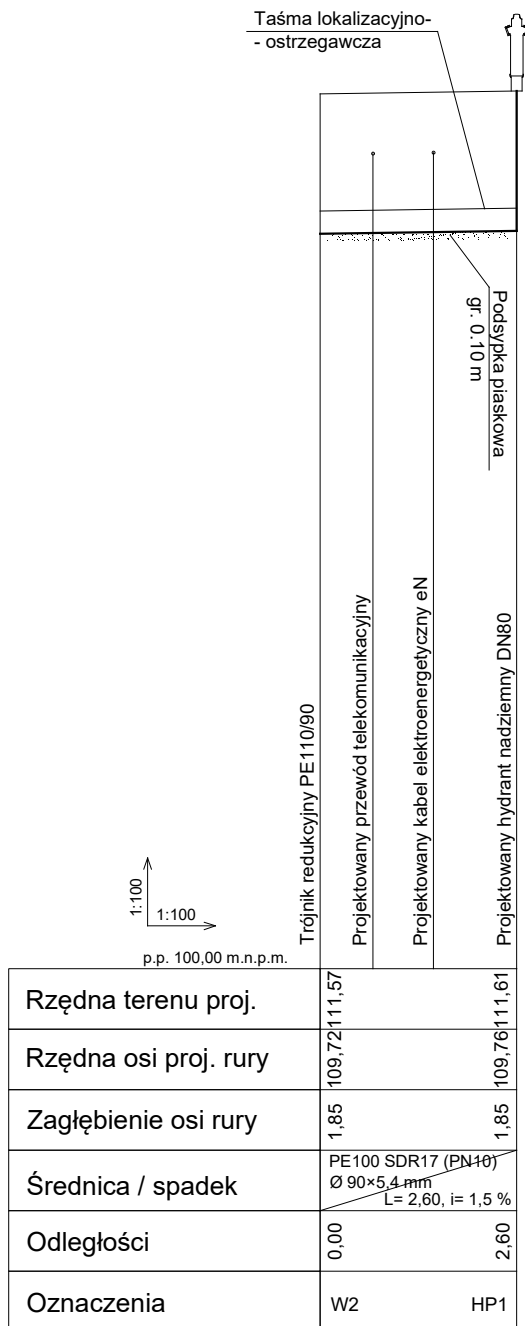 Taśma lokalizacyjno-
- ostrzegawcza
Podsypka piaskowa
gr. 0.10 m
Trójnik redukcyjny PE110/90
Projektowany przewód telekomunikacyjny
Projektowany kabel elektroenergetyczny eN
Projektowany hydrant nadziemny DN80
1:100
1:100
p.p. 100,00 m.n.p.m.
Rzędna terenu proj. 111,57 111,61
Rzędna osi proj. rury 109,72 109,76
Zagłębienie osi rury 1,85 1,85
Średnica / spadek
PE100 SDR17 (PN10)
Ø 90×5,4 mm
L= 2,60, i= 1,5 %
Odległości 0,00 2,60
Oznaczenia W2 HP1